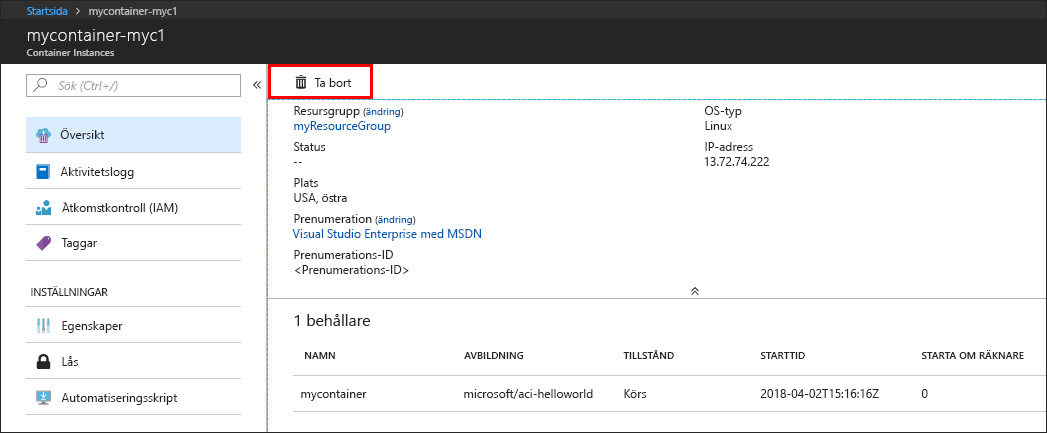 Startsida > mycontainer-myc1
mycontainer-myc1
Container Instances
Sök (Ctrl+/)
Översikt
Aktivitetslogg
Åtkomstkontroll (IAM)
Taggar
INSTÄLLNINGAR
Egenskaper
Lås
Automatiseringsskript
Ta bort
Resursgrupp (ändring)
myResourceGroup
Status
--
Plats
USA, östra
Prenumeration (ändring)
Visual Studio Enterprise med MSDN
Prenumerations-ID
<Prenumerations-ID>
OS-typ
Linux
IP-adress
13.72.74.222
1 behållare
NAMN AVBILDNING TILLSTÅND STARTTID STARTA OM RÄKNARE
mycontainer microsoft/aci-helloworld Körs 2018-04-02T15:16:16Z 0